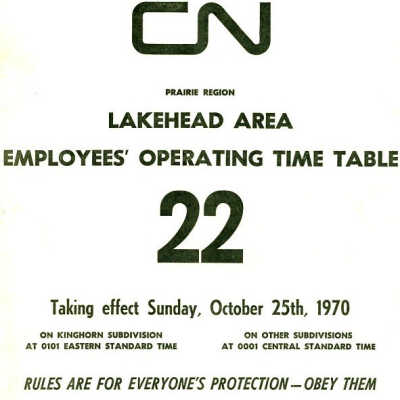 CN
PRAIRIE REGION
LAKEHEAD AREA
EMPLOYEES' OPERATING TIME TABLE
22
Taking effect Sunday, October 25th, 1970
ON KINGHORN SUBDIVISION ON OTHER SUBDIVISIONS
AT 0101 EASTERN STANDARD TIME AT 0001 CENTRAL STANDARD TIME
RULES ARE FOR EVERYONE'S PROTECTION—OBEY THEM